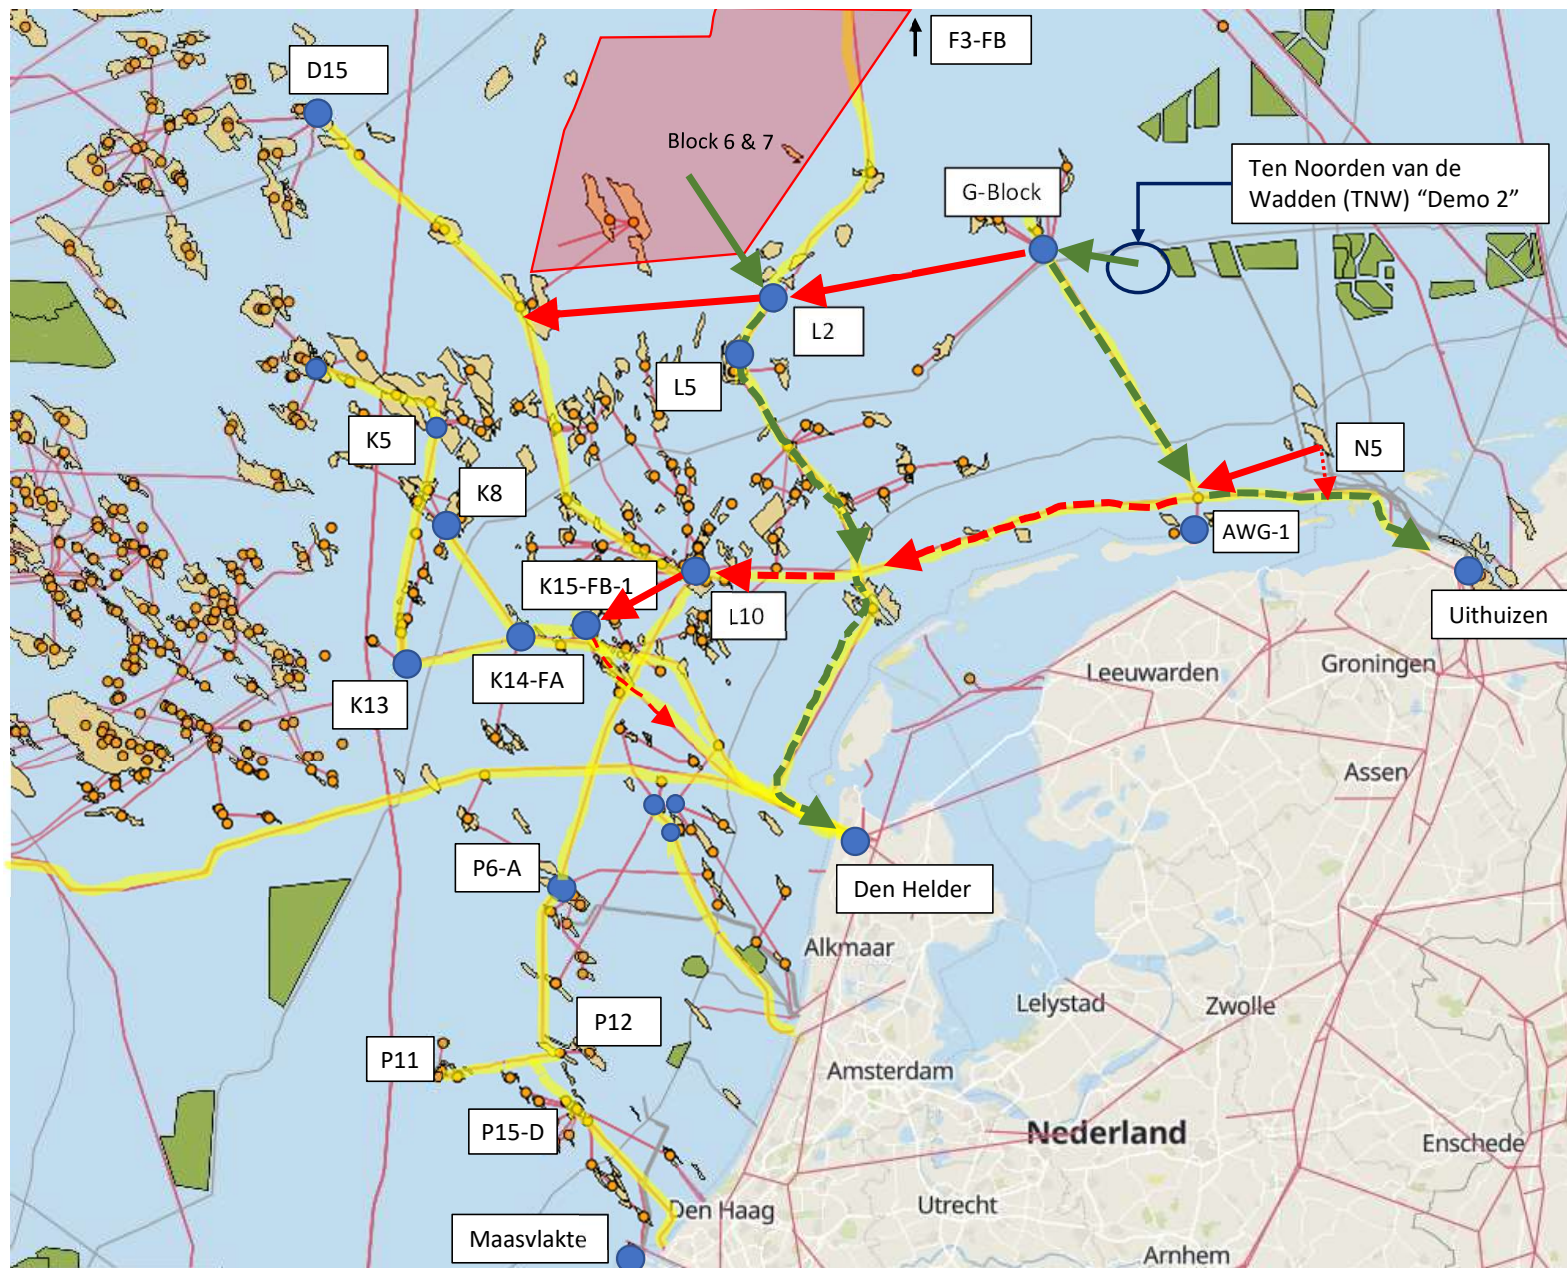 F3-FB
D15
Block 6 & 7
Ten Noorden van de
Wadden (TNW) “Demo 2”
G-Block
L2
L5
K5
N5
K8
AWG-1
K15-FB-1
L10
Uithuizen
Groningen
Leeuwarden
K14-FA
K13
Assen
P6-A
Den Helder
Alkmaar
Lelystad
Zwolle
P12
P11
Amsterdam
Nederland
P15-D
Enschede
Den Haag
Utrecht
Maasvlakte
Arnhem